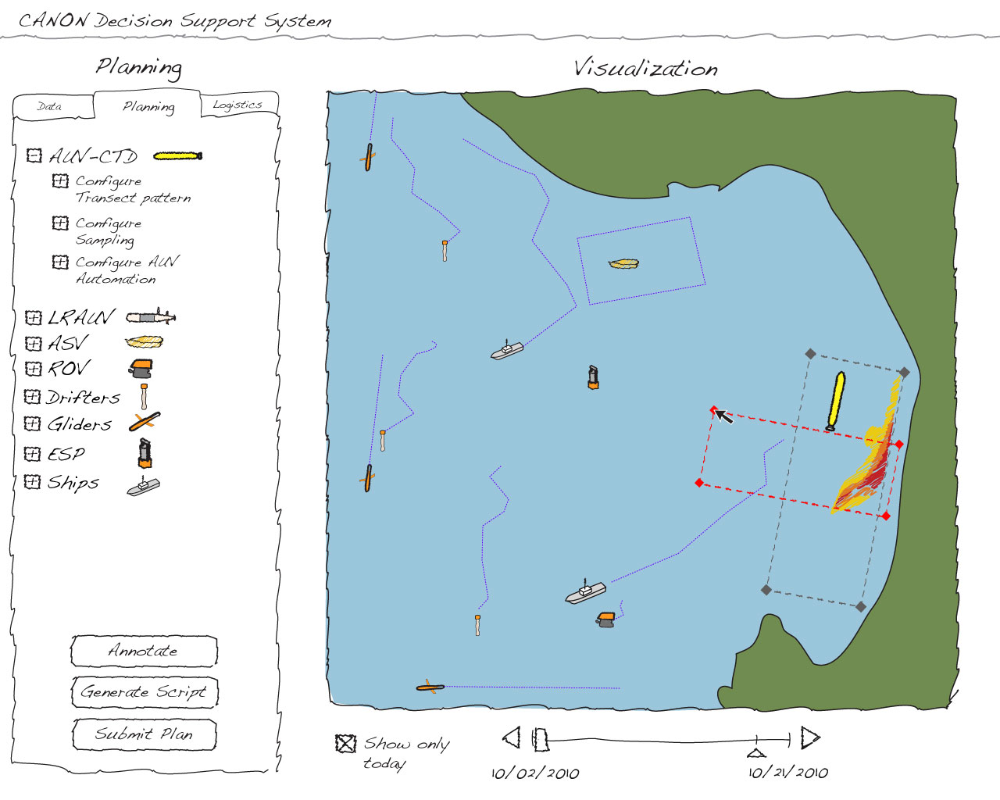 CANON Decision Support System
Planning
Visualization
Data
Planning
Logistics
AUV-CTD
Configure
Transect pattern
Configure
Sampling
Configure AUV
Automation
LRAUV
ASV
ROV
Drifters
Gliders
ESP
Ships
Annotate
Generate Script
Submit Plan
Show only
today
10/02/2010
10/21/2010